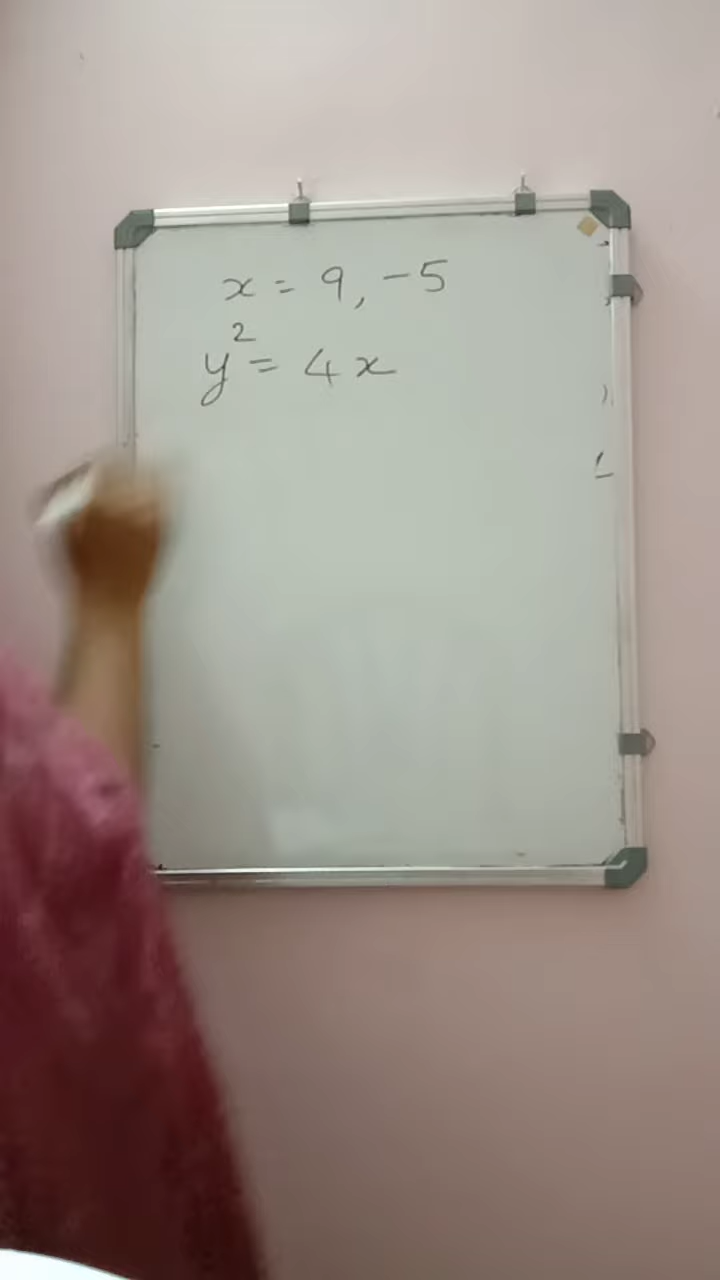 x = 9, -5
y² = 4x